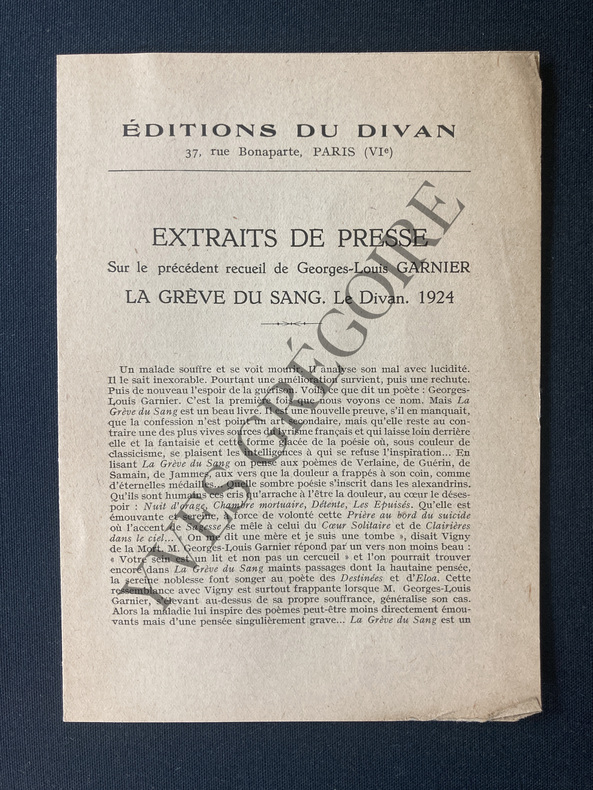 ÉDITIONS DU DIVAN
37, rue Bonaparte, PARIS (VIe)
EXTRAITS DE PRESSE
Sur le précédent recueil de Georges-Louis GARNIER
LA GRÈVE DU SANG. Le Divan. 1924
Un malade souffre et se voit mourir. Il analyse son mal avec lucidité.
Il le sait inexorable. Pourtant une amélioration survient, puis une rechute.
Puis de nouveau l'espoir de la guérison. Voilà ce que dit un poète : Georges-
Louis Garnier. C'est la première fois que nous voyons ce nom. Mais La
Grève du Sang est un beau livre. Il est une nouvelle preuve, s'il en manquait,
que la confession n'est point un art secondaire, mais qu'elle reste au con-
traire une des plus vives sources du lyrisme français et qui laisse loin derrière
elle et la fantaisie et cette forme glacée de la poésie où, sous couleur de
classicisme, se plaisent les intelligences à qui se refuse l'inspiration... En
lisant La Grève du Sang on pense aux poèmes de Verlaine, de Guérin, de
Samain, de Jammes, aux vers que la douleur a frappés à son coin, comme
d'éternelles médailles... Quelle sombre poésie s'inscrit dans les alexandrins.
Qu'ils sont humains ces cris qu'arrache à l'être la douleur, au cœur le déses-
poir : Nuit d'orage, Chambre mortuaire, Détente, Les Epuisés. Qu'elle est
émouvante et sereine, à force de volonté cette Prière au bord du suicide
où l'accent de Sagesse se mêle à celui du Cœur Solitaire et de Clairières
dans le ciel... « On me dit une mère et je suis une tombe », disait Vigny
de la Mort. M. Georges-Louis Garnier répond par un vers non moins beau :
« Votre sein est un lit et non pas un cercueil » et l'on pourrait trouver
encore dans La Grève du Sang maints passages dont la hautaine pensée,
la sereine noblesse font songer au poète des Destinées et d'Eloa. Cette
ressemblance avec Vigny est surtout frappante lorsque M. Georges-Louis
Garnier, s'élevant au-dessus de sa propre souffrance, généralise son cas.
Alors la maladie lui inspire des poèmes peut-être moins directement émou-
vants mais d'une pensée singulièrement grave... La Grève du Sang est un
YVES GRÉGOIRE